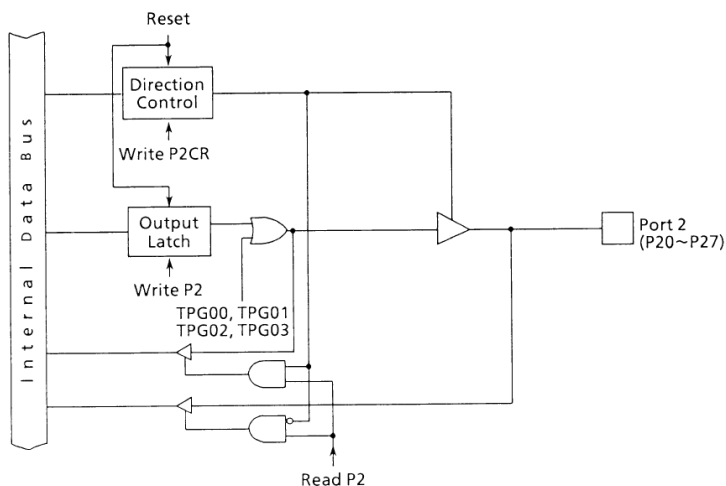 Reset
Direction
Control
Write P2CR
Internal Data Bus
Output
Latch
Port 2
(P20~P27)
Write P2
TPG00, TPG01
TPG02, TPG03
Read P2